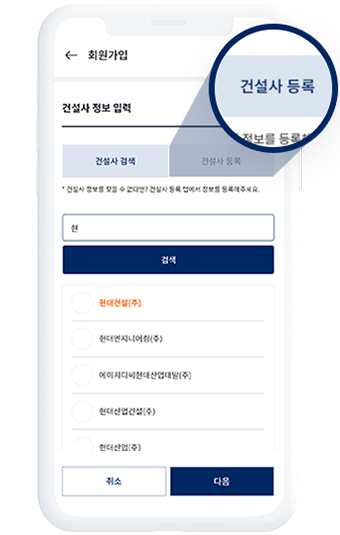 회원가입
건설사 등록
건설사 정보 입력
정보를 등록
건설사 검색
건설사 등록
* 건설사 정보를 찾을 수 없다면? 건설사 등록 탭에서 정보를 등록해주세요.
현
검색
현대건설(주)
현대엔지니어링(주)
에이치디씨현대산업개발(주)
현대산업건설(주)
현대산업(주)
취소
다음